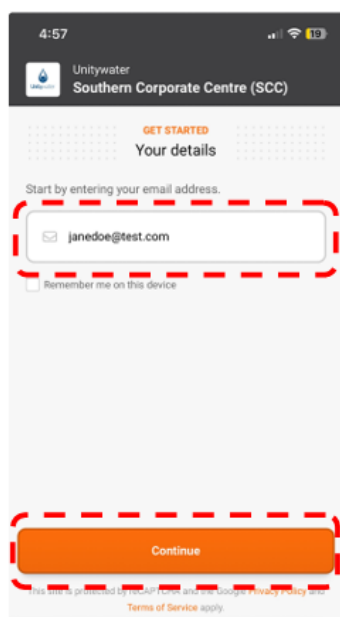 4:57
19
Unitywater
Unitywater
Southern Corporate Centre (SCC)
GET STARTED
Your details
Start by entering your email address.
janedoe@test.com
Remember me on this device
Continue
This site is protected by reCAPTCHA and the Google Privacy Policy and
Terms of Service apply.